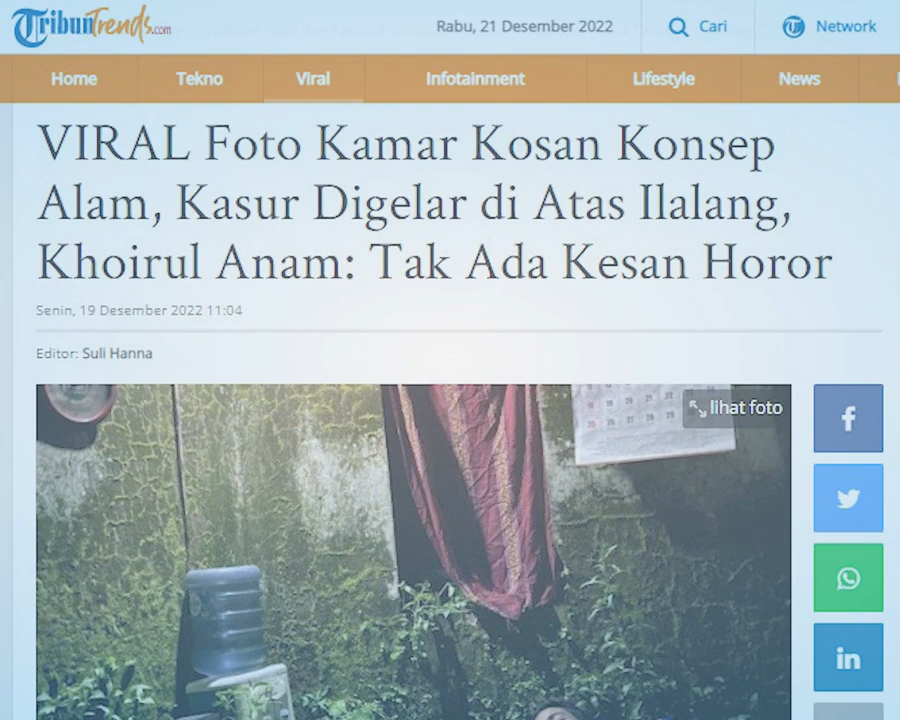 TribunTrends.com
Rabu, 21 Desember 2022
Cari
Network
Home Tekno Viral Infotainment Lifestyle News
VIRAL Foto Kamar Kosan Konsep
Alam, Kasur Digelar di Atas Ilalang,
Khoirul Anam: Tak Ada Kesan Horor
Senin, 19 Desember 2022 11:04
Editor: Suli Hanna
lihat foto